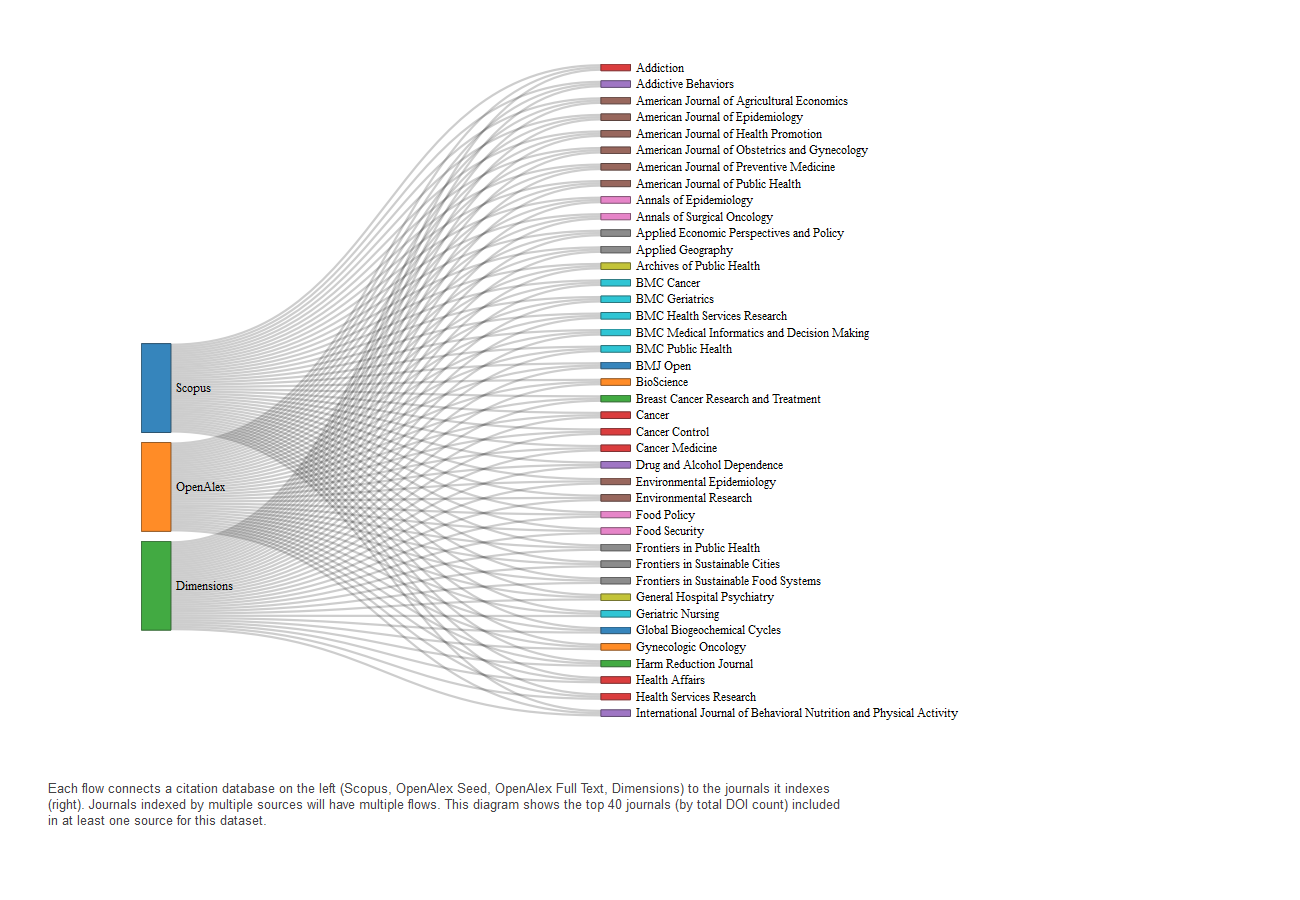 Scopus
OpenAlex
Dimensions
Addiction
Addictive Behaviors
American Journal of Agricultural Economics
American Journal of Epidemiology
American Journal of Health Promotion
American Journal of Obstetrics and Gynecology
American Journal of Preventive Medicine
American Journal of Public Health
Annals of Epidemiology
Annals of Surgical Oncology
Applied Economic Perspectives and Policy
Applied Geography
Archives of Public Health
BMC Cancer
BMC Geriatrics
BMC Health Services Research
BMC Medical Informatics and Decision Making
BMC Public Health
BMJ Open
BioScience
Breast Cancer Research and Treatment
Cancer
Cancer Control
Cancer Medicine
Drug and Alcohol Dependence
Environmental Epidemiology
Environmental Research
Food Policy
Food Security
Frontiers in Public Health
Frontiers in Sustainable Cities
Frontiers in Sustainable Food Systems
General Hospital Psychiatry
Geriatric Nursing
Global Biogeochemical Cycles
Gynecologic Oncology
Harm Reduction Journal
Health Affairs
Health Services Research
International Journal of Behavioral Nutrition and Physical Activity
Each flow connects a citation database on the left (Scopus, OpenAlex Seed, OpenAlex Full Text, Dimensions) to the journals it indexes
(right). Journals indexed by multiple sources will have multiple flows. This diagram shows the top 40 journals (by total DOI count) included
in at least one source for this dataset.